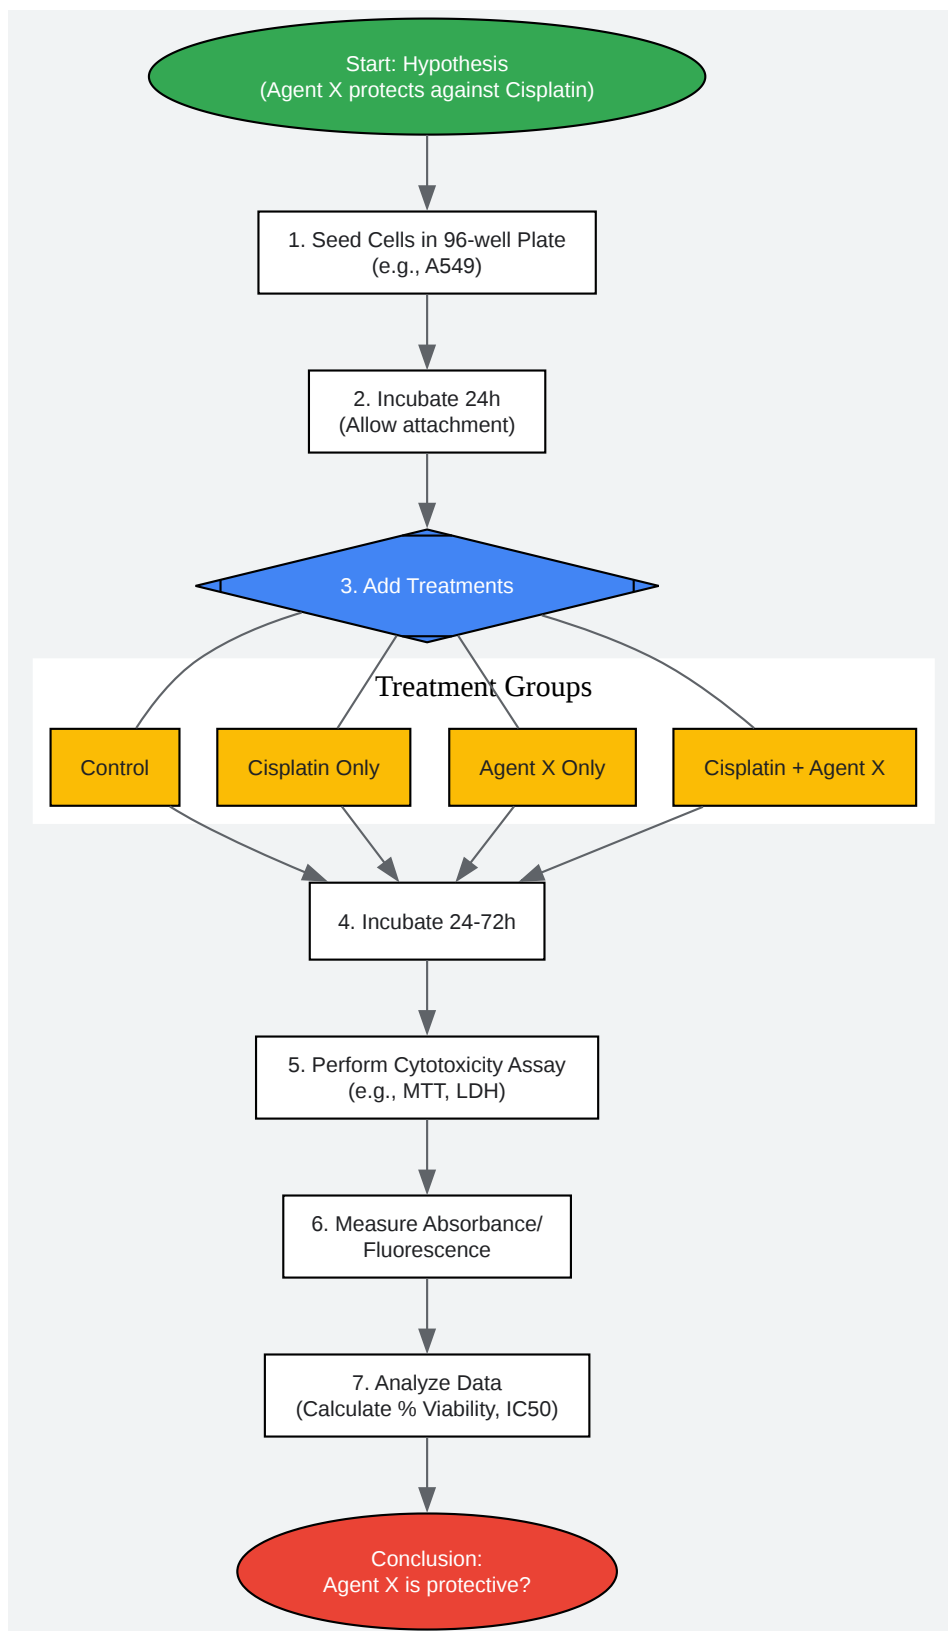 Start: Hypothesis
(Agent X protects against Cisplatin)
1. Seed Cells in 96-well Plate
(e.g., A549)
2. Incubate 24h
(Allow attachment)
3. Add Treatments
Treatment Groups
Control
Cisplatin Only
Agent X Only
Cisplatin + Agent X
4. Incubate 24-72h
5. Perform Cytotoxicity Assay
(e.g., MTT, LDH)
6. Measure Absorbance/
Fluorescence
7. Analyze Data
(Calculate % Viability, IC50)
Conclusion:
Agent X is protective?